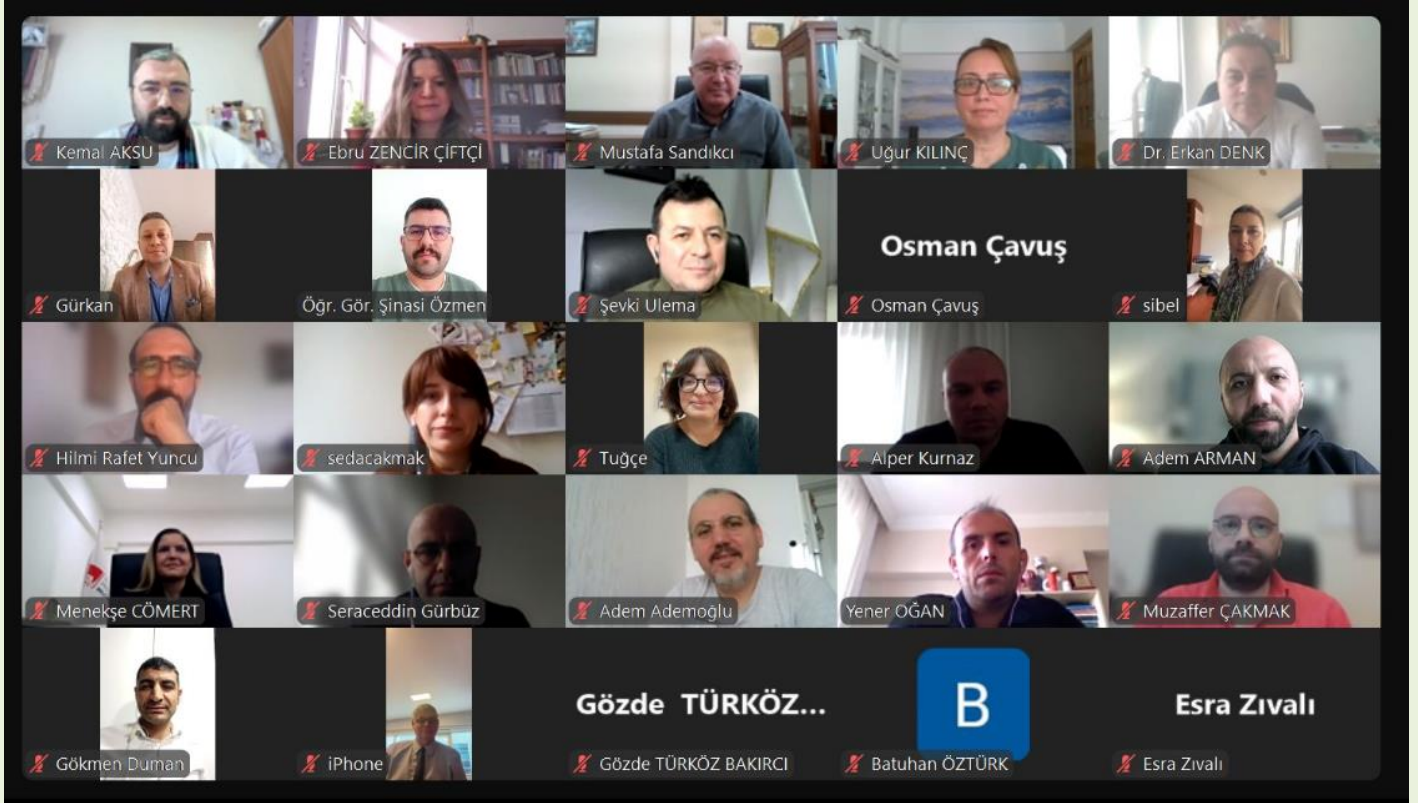 Kemal AKSU
Ebru ZENCİR ÇİFTÇİ
Mustafa Sandıkcı
Uğur KILINÇ
Dr. Erkan DENK
Gürkan
Öğr. Gör. Şinasi Özmen
Şevki Ulema
Osman Çavuş
Osman Çavuş
sibel
Hilmi Rafet Yuncu
sedacakmak
Tuğçe
Alper Kurnaz
Adem ARMAN
Menekşe CÖMERT
Seraceddin Gürbüz
Adem Ademoğlu
Yener OĞAN
Muzaffer ÇAKMAK
Gökmen Duman
iPhone
Gözde TÜRKÖZ...
Gözde TÜRKÖZ BAKIRCI
B
Batuhan ÖZTÜRK
Esra Zıvalı
Esra Zıvalı